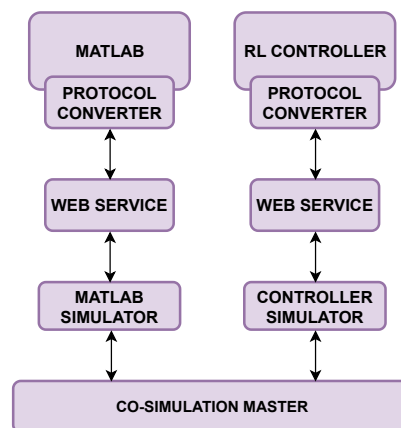 MATLAB
PROTOCOL
CONVERTER
WEB SERVICE
MATLAB
SIMULATOR
RL CONTROLLER
PROTOCOL
CONVERTER
WEB SERVICE
CONTROLLER
SIMULATOR
CO-SIMULATION MASTER